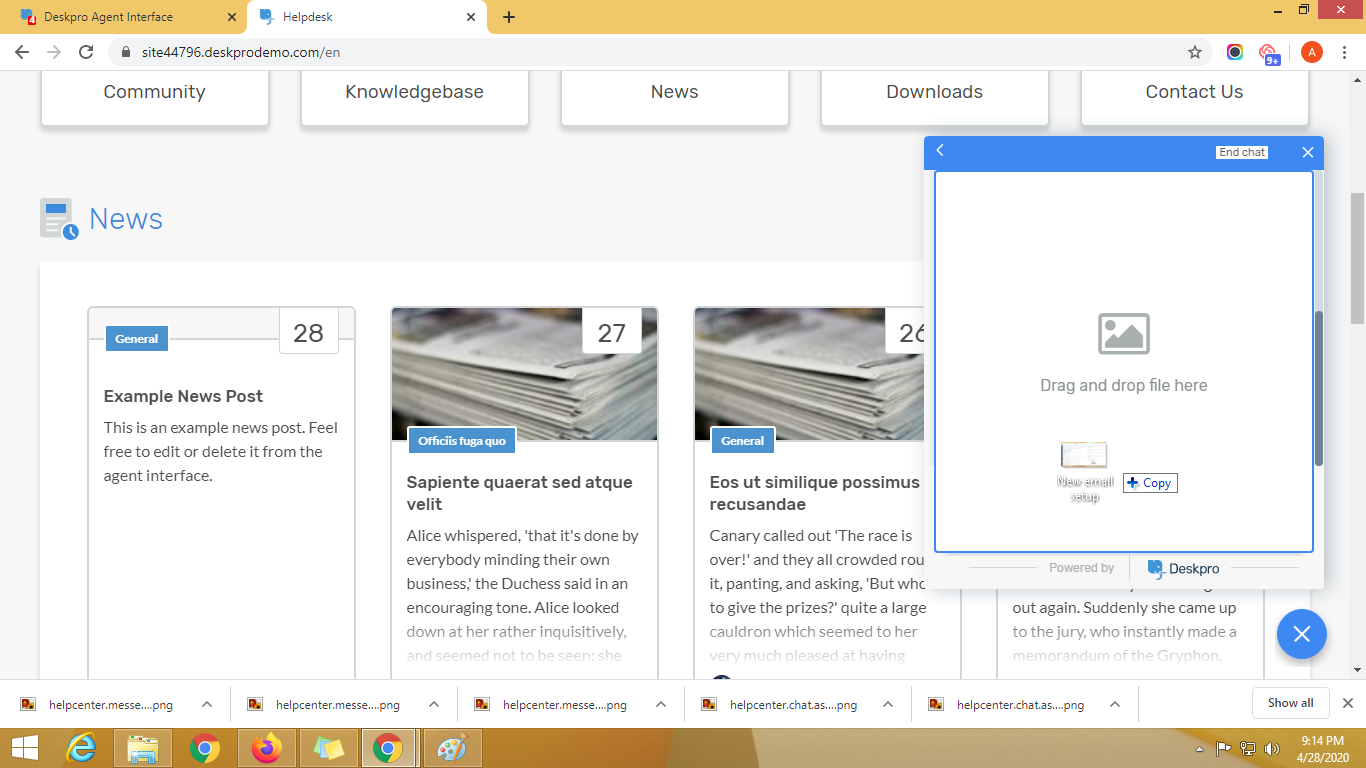 Deskpro Agent Interface
Helpdesk
4
site44796.deskprodemo.com/en
9+
A
Community
Knowledgebase
News
Downloads
Contact Us
End chat
News
General
28
Example News Post
This is an example news post. Feel
free to edit or delete it from the
agent interface.
27
Officiis fuga quo
Sapiente quaerat sed atque
velit
Alice whispered, 'that it's done by
everybody minding their own
business,' the Duchess said in an
encouraging tone. Alice looked
down at her rather inquisitively,
and seemed not to be seen: she
26
General
Eos ut similique possimus
recusandae
Canary called out 'The race is
over!' and they all crowded rou
it, panting, and asking, 'But who
to give the prizes?' quite a large
cauldron which seemed to her
very much pleased at having
Drag and drop file here
New email
setup
Copy
Powered by
Deskpro
out again. Suddenly she came up
to the jury, who instantly made a
memorandum of the Gryphon,
helpcenter.messe....png
helpcenter.messe....png
helpcenter.messe....png
helpcenter.chat.as....png
helpcenter.chat.as....png
Show all
9:14 PM
4/28/2020